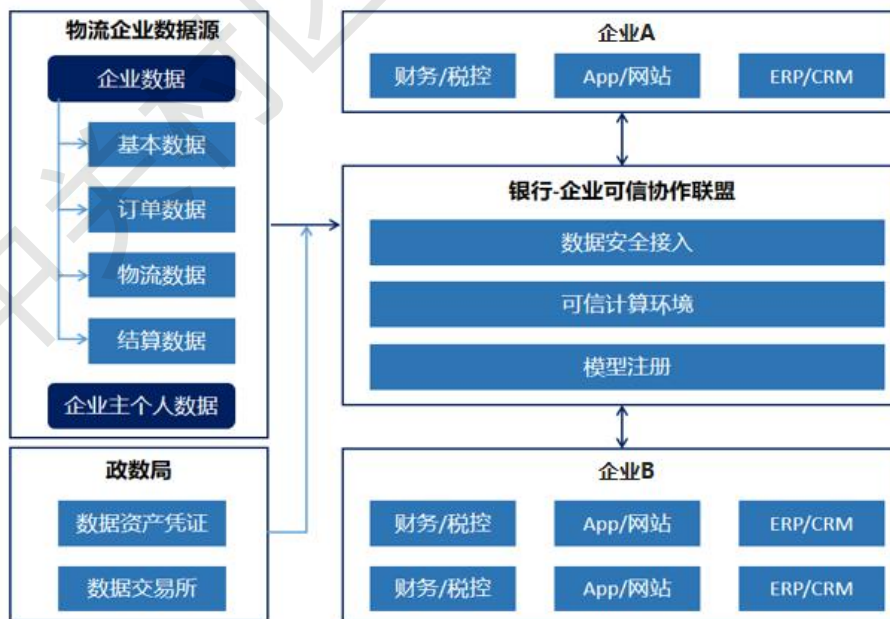 物流企业数据源
企业数据
基本数据
订单数据
物流数据
结算数据
企业主个人数据
政数局
数据资产凭证
数据交易所
企业A
财务/税控
App/网站
ERP/CRM
银行-企业可信协作联盟
数据安全接入
可信计算环境
模型注册
企业B
财务/税控
App/网站
ERP/CRM
财务/税控
App/网站
ERP/CRM
中关村区